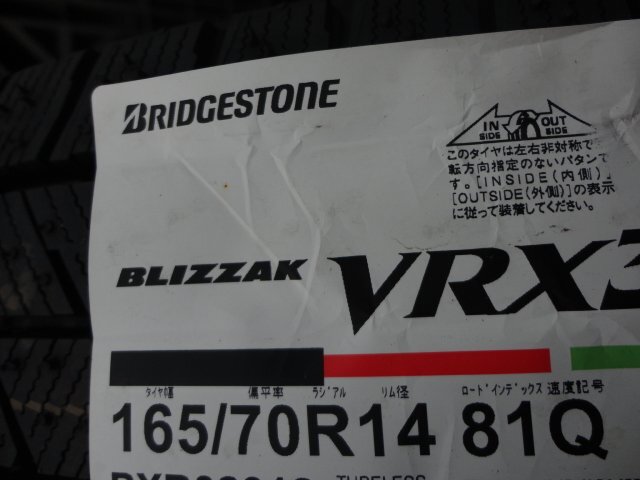 BRIDGESTONE
IN OUT
SIDE SIDE
このタイヤは左右非対称で
転方向指定のないパタンで
す。[INSIDE(内側)]
[OUTSIDE(外側)]の表示
に従って装着してください。
BLIZZAK VRX3
タイヤ幅 偏平率 ラジアル リム径 ロードインデックス 速度記号
165/70R14 81Q
TUBELESS